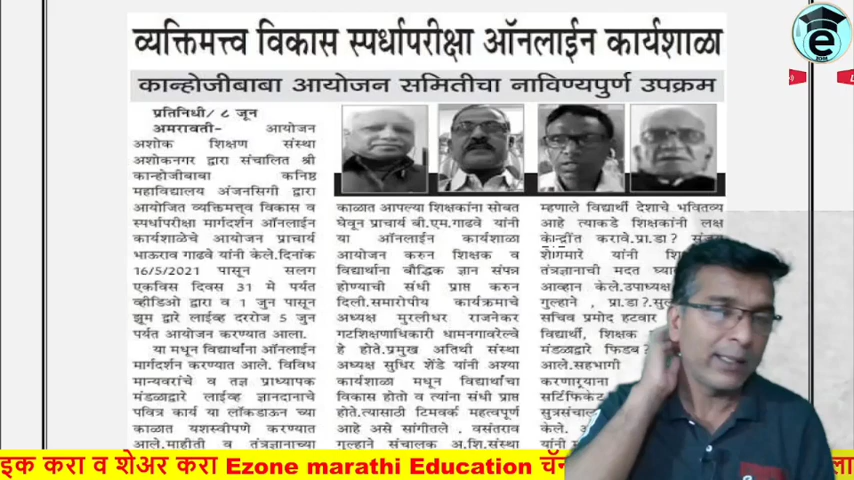 व्यक्तिमत्त्व विकास स्पर्धापरीक्षा ऑनलाईन कार्यशाळा
कान्होजीबाबा आयोजन समितीचा नाविण्यपुर्ण उपक्रम
प्रतिनिधी/ ८ जून
अमरावती- आयोजन
अशोक शिक्षण संस्था
अशोकनगर द्वारा संचालित श्री
कान्होजीबाबा कनिष्ठ
महाविद्यालय अंजनसिगी द्वारा
आयोजित व्यक्तिमत्त्व विकास व
स्पर्धापरीक्षा मार्गदर्शन ऑनलाईन
कार्यशाळेचे आयोजन प्राचार्य
भाऊराव गाढवे यांनी केले.दिनांक
16/5/2021 पासून सलग
एकविस दिवस 31 मे पर्यत
व्हीडिओ द्वारा व 1 जुन पासून
झूम द्वारे लाईव्ह दररोज 5 जुन
पर्यत आयोजन करण्यात आला.
या मधून विद्यार्थांना ऑनलाईन
मार्गदर्शन करण्यात आले. विविध
मान्यवरांचे व तज्ञ प्राध्यापक
मंडळाद्वारे लाईव्ह ज्ञानदानाचे
पवित्र कार्य या लॉकडाऊन च्या
काळात यशस्वीपणे करण्यात
आले.माहीती व तंत्रज्ञानाच्या
काळात आपल्या शिक्षकांना सोबत
घेवून प्राचार्य बी.एम.गाढवे यांनी
या ऑनलाईन कार्यशाळा
आयोजन करुन शिक्षक व
विद्यार्थांना बौद्धिक ज्ञान संपन्न
होण्याची संधी प्राप्त करुन
दिली.समारोपीय कार्यक्रमाचे
अध्यक्ष मुरलीधर राजनेकर
गटशिक्षणाधिकारी धामनगावरेल्वे
हे होते.प्रमुख अतिथी संस्था
अध्यक्ष सुधिर शेंडे यांनी अश्या
कार्यशाळा मधून विद्यार्थांचा
विकास होतो व त्यांना संधी प्राप्त
होते.त्यासाठी टिमवर्क महत्वपूर्ण
आहे असे सांगीतले . वसंतराव
गुल्हाने संचालक अ.शि.संस्था
म्हणाले विद्यार्थी देशाचे भवितव्य
आहे त्याकडे शिक्षकांनी लक्ष
केंन्द्रींत करावे.प्रा.डा? संजय
शेणमारे यांनी
तंत्रज्ञानाची मदत
आव्हान केले.उपाध्यक्ष
गुल्हाने , प्रा.डा?
सचिव प्रमोद हटवार
विद्यार्थी, शिक्षक
मंडळाद्वारे फिडब?
आले.सहभागी
करणाऱ्याना
सर्टिफिकेट
सुत्रसंचाल
केले.
यांनी
इक करा व शेअर करा Ezone marathi Education चॅन
ला
e